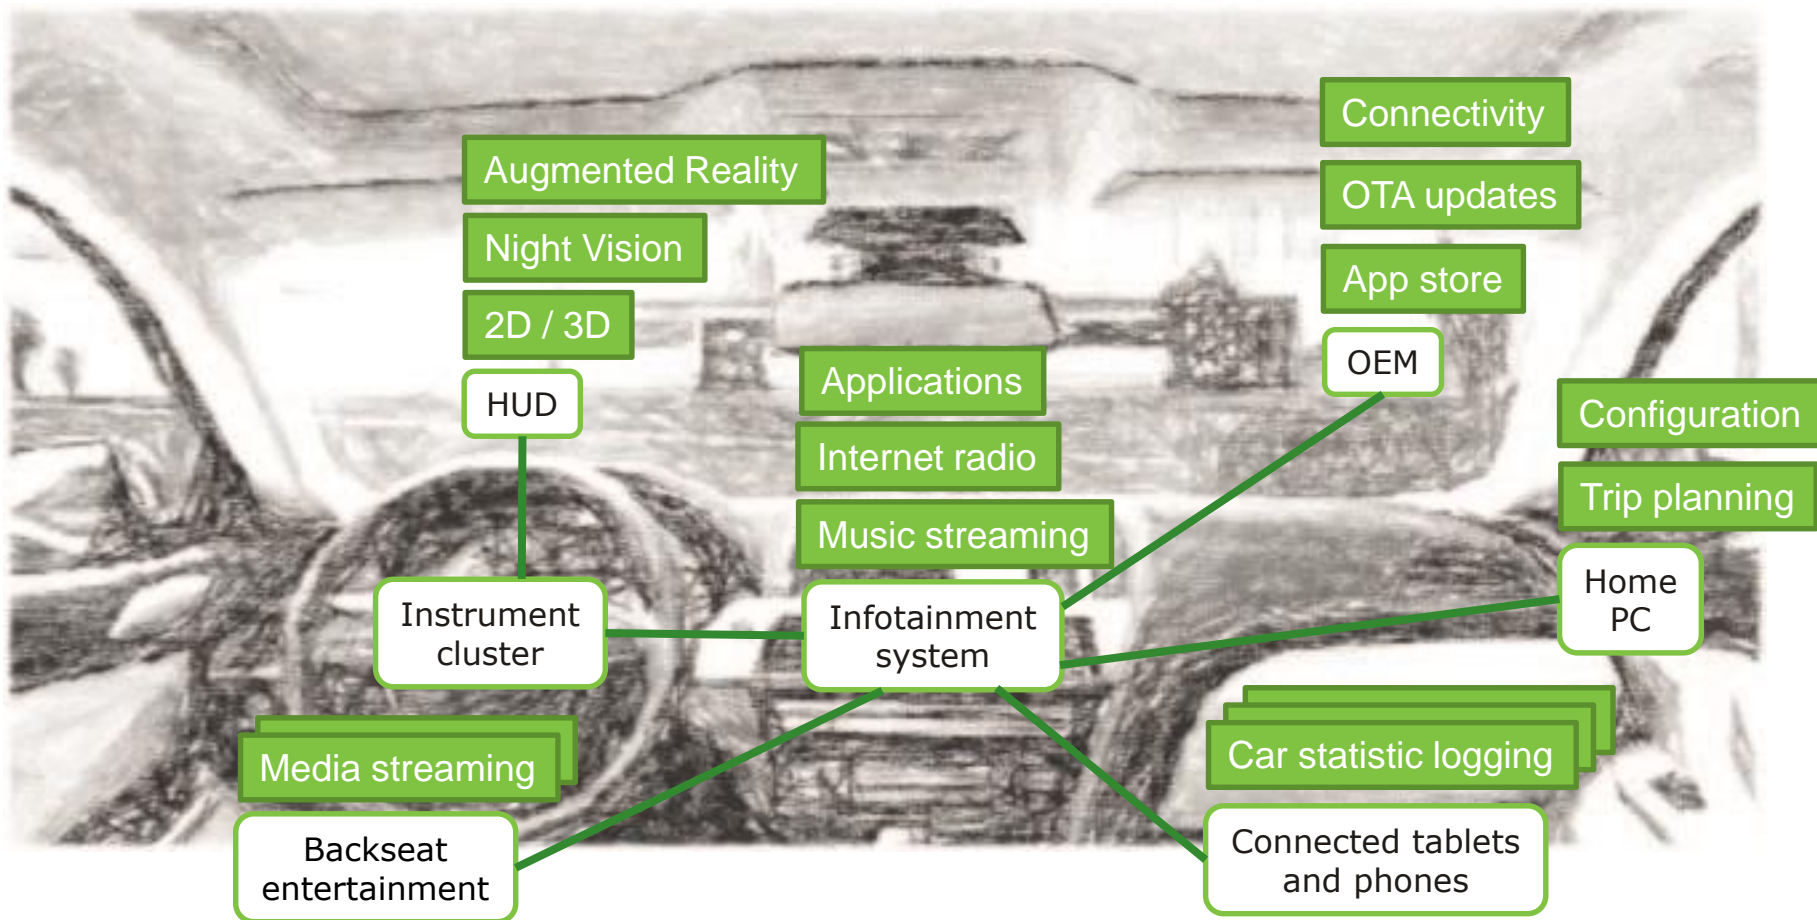 Connectivity
Augmented Reality
OTA updates
Night Vision
App store
2D / 3D
OEM
Applications
HUD
Configuration
Internet radio
Trip planning
Music streaming
Home
PC
Instrument
cluster
Infotainment
system
Media streaming
Car statistic logging
Backseat
entertainment
Connected tablets
and phones